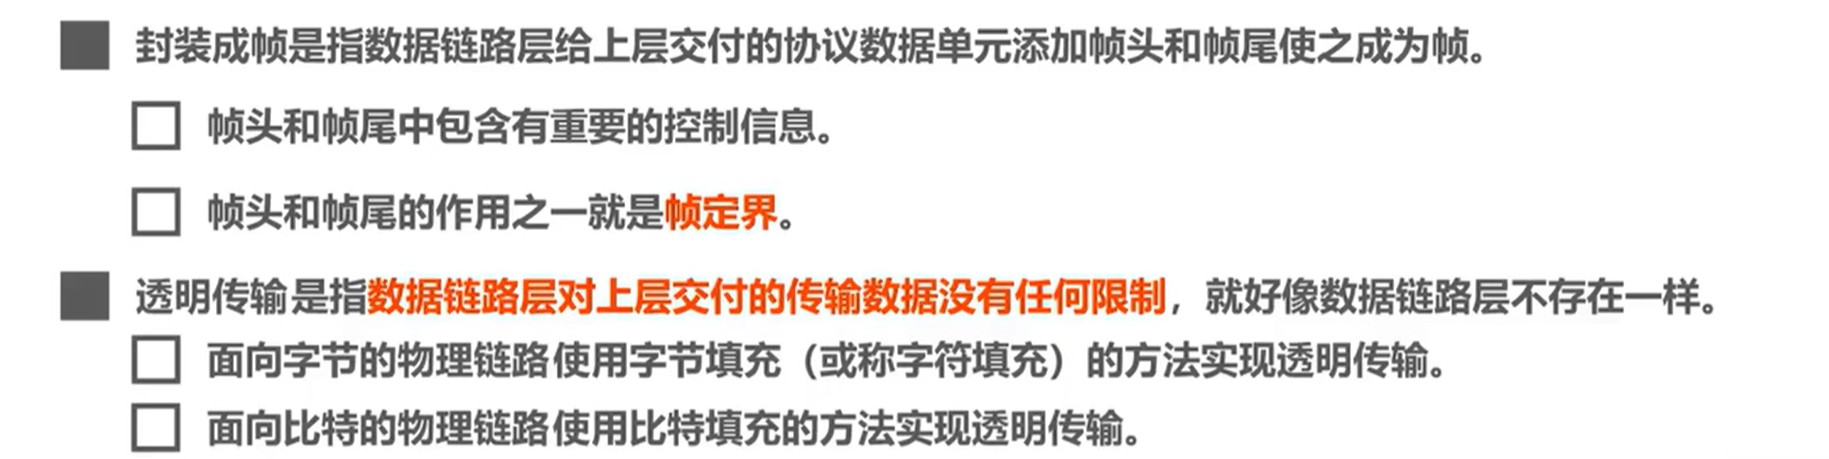 封装成帧是指数据链路层给上层交付的协议数据单元添加帧头和帧尾使之成为帧。
帧头和帧尾中包含有重要的控制信息。
帧头和帧尾的作用之一就是帧定界。
透明传输是指数据链路层对上层交付的传输数据没有任何限制，就好像数据链路层不存在一样。
面向字节的物理链路使用字节填充（或称字符填充）的方法实现透明传输。
面向比特的物理链路使用比特填充的方法实现透明传输。